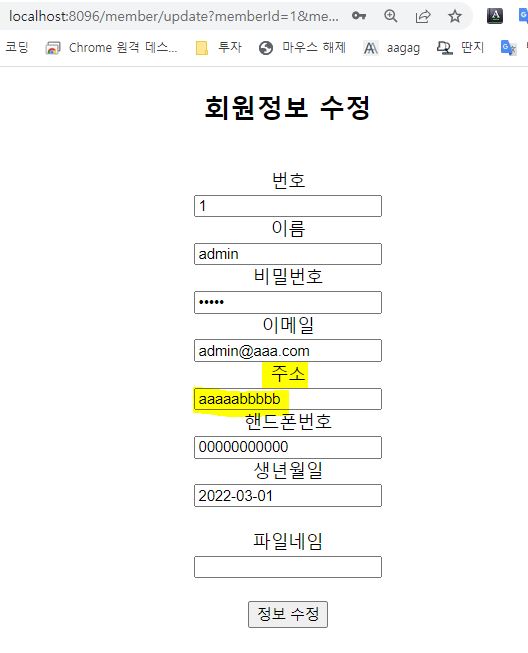 localhost:8096/member/update?memberId=1&me...
코딩 Chrome 원격 데스... 투자 마우스 해제 aagag 딴지
회원정보 수정
번호
1
이름
admin
비밀번호
•••••
이메일
admin@aaa.com
주소
aaaaabbbbb
핸드폰번호
00000000000
생년월일
2022-03-01
파일네임
정보 수정